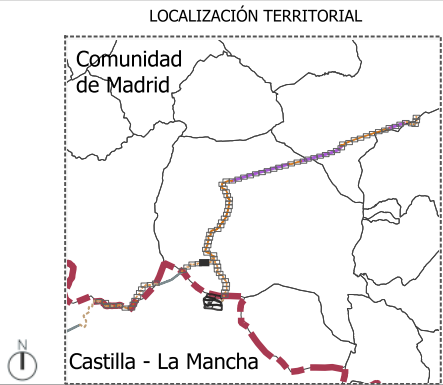 LOCALIZACIÓN TERRITORIAL
Comunidad
de Madrid
N
Castilla - La Mancha